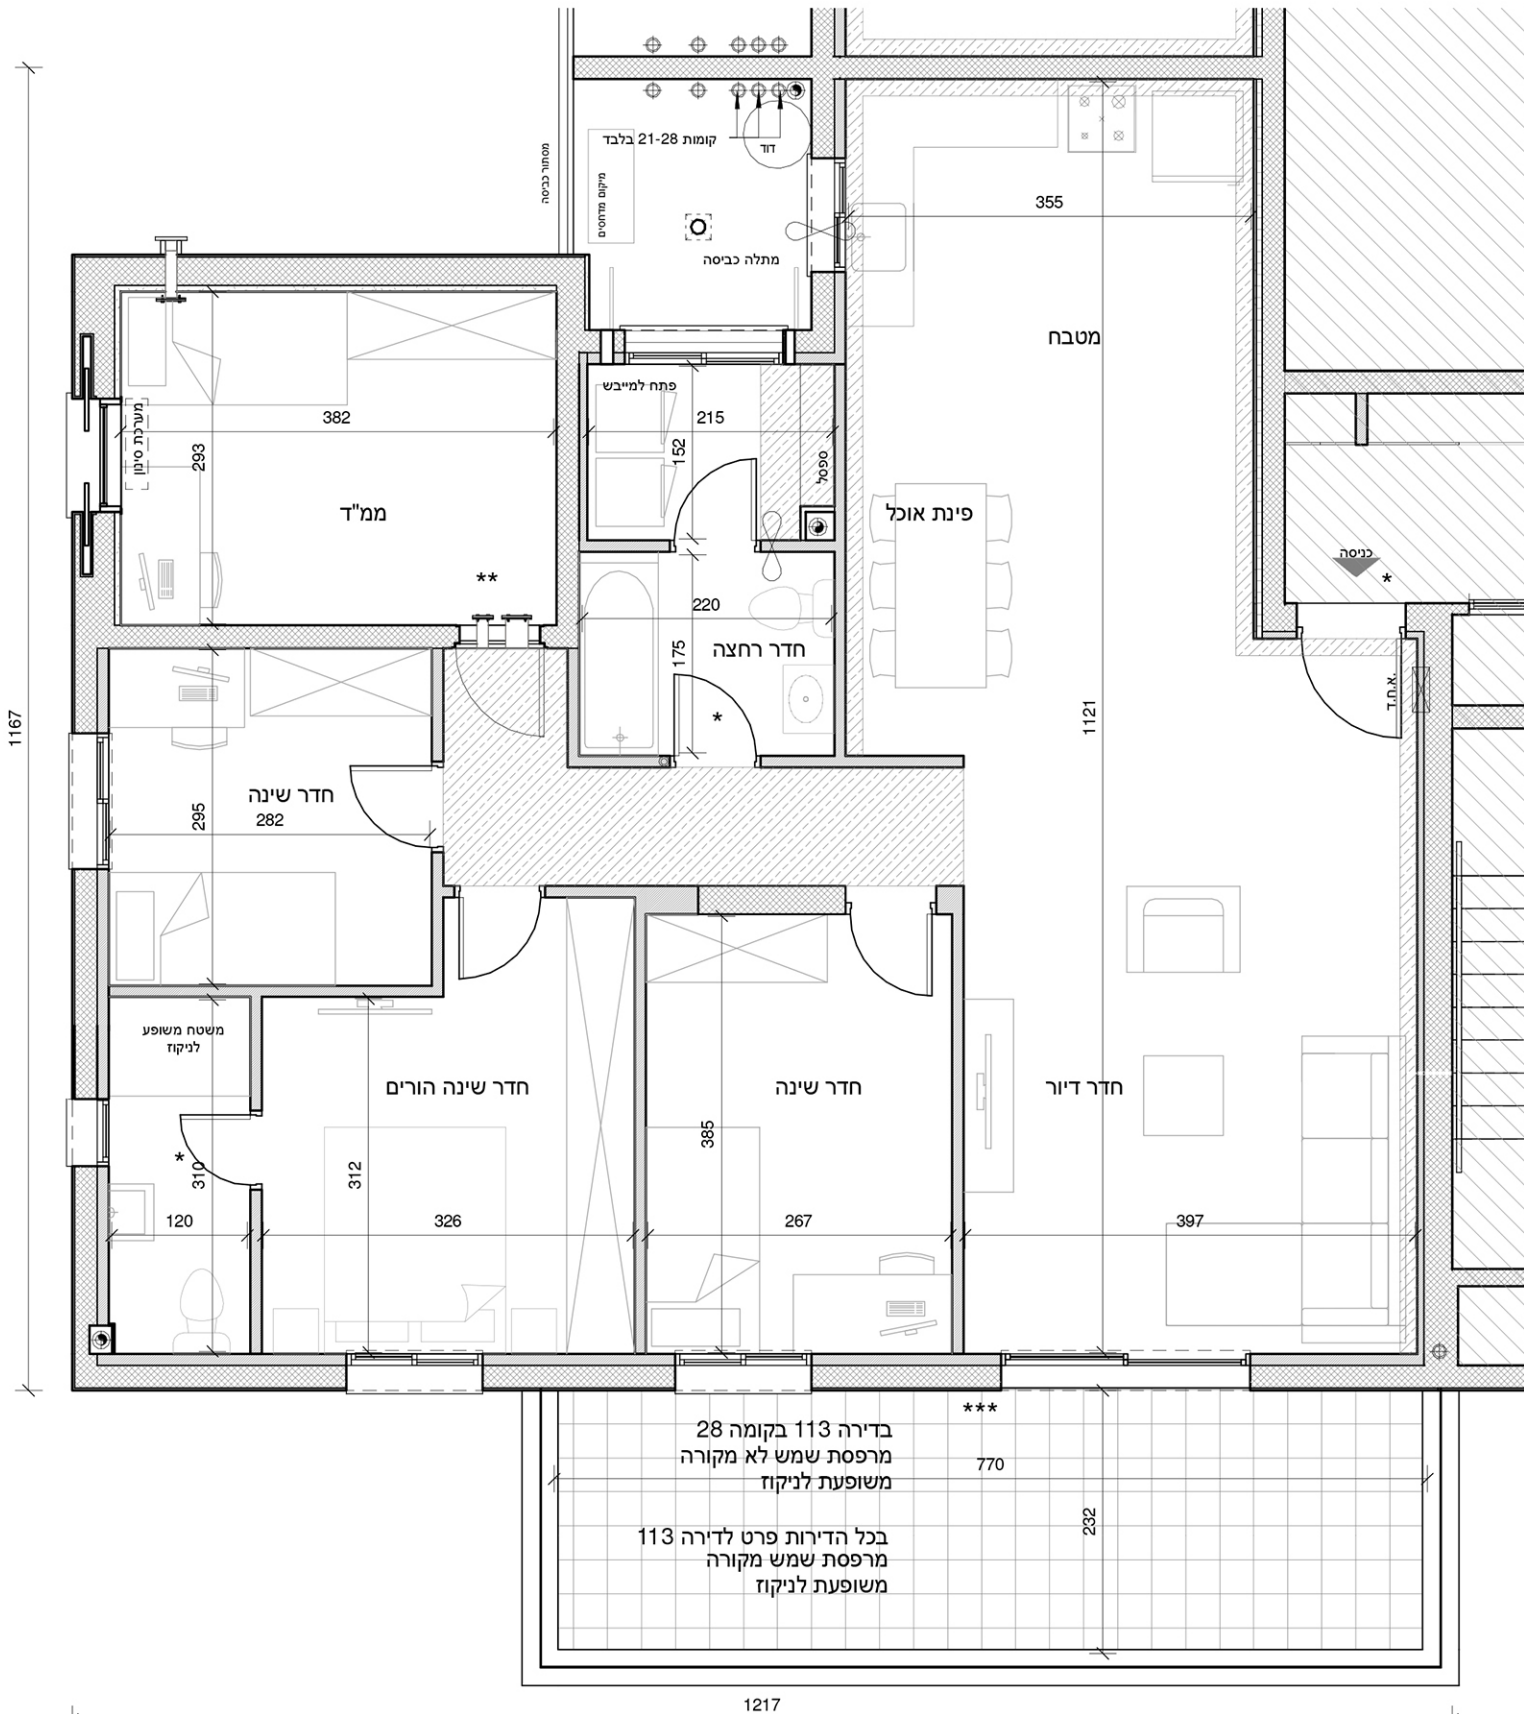 קומות 21-28 בלבד
דוד
מסתור כביסה
מיקום מדחסים
מתלה כביסה
355
מטבח
382
293
מערכת סינון
ממ"ד
**
פתח למייבש
215
152
ספסל
פינת אוכל
כניסה
*
220
חדר רחצה
175
*
א.ח.ד.
1167
1121
חדר שינה
282
295
משטח משופע
לניקוז
חדר שינה הורים
חדר שינה
חדר דיור
385
*
310
312
120
326
267
397
***
בדירה 113 בקומה 28
מרפסת שמש לא מקורה
משופעת לניקוז
770
232
בכל הדירות פרט לדירה 113
מרפסת שמש מקורה
משופעת לניקוז
1217